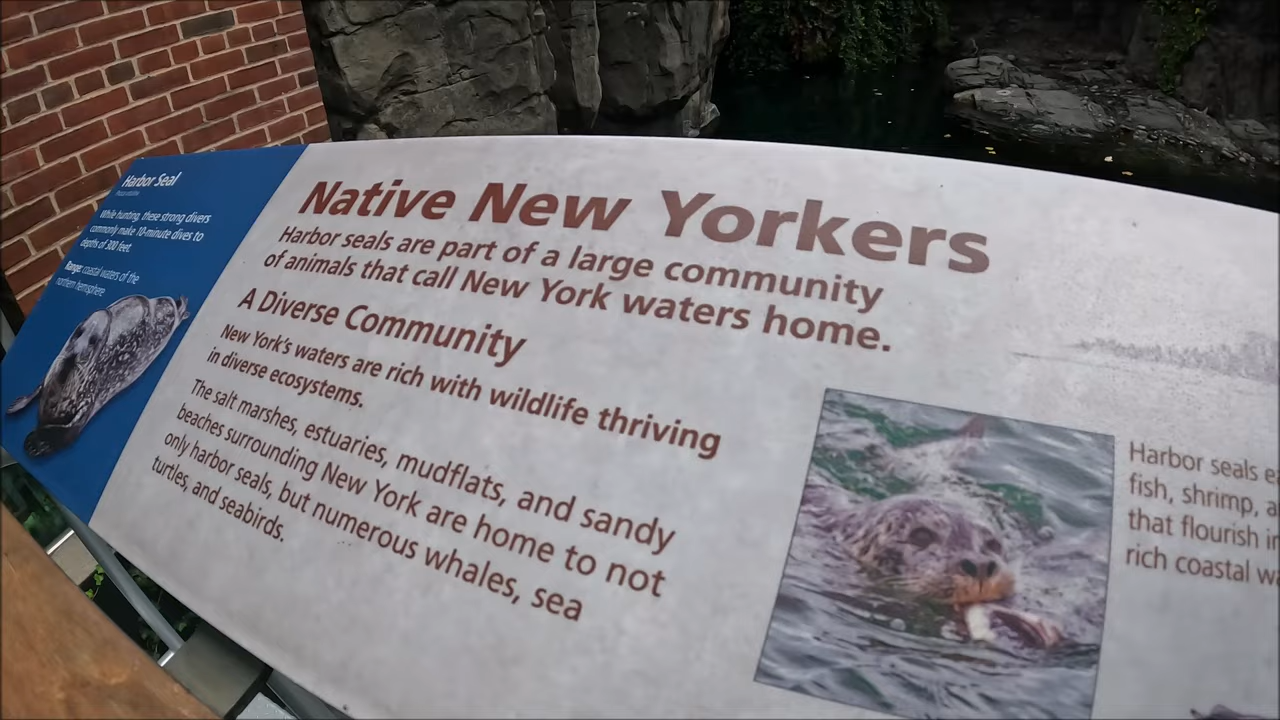 Harbor Seal
While hunting, these strong divers
commonly make 10-minute dives to
depths of 300 feet.
Range: coastal waters of the
northern hemisphere
Native New Yorkers
Harbor seals are part of a large community
of animals that call New York waters home.
A Diverse Community
New York's waters are rich with wildlife thriving
in diverse ecosystems.
The salt marshes, estuaries, mudflats, and sandy
beaches surrounding New York are home to not
only harbor seals, but numerous whales, sea
turtles, and seabirds.
Harbor seals
fish, shrimp,
that flourish
rich coastal